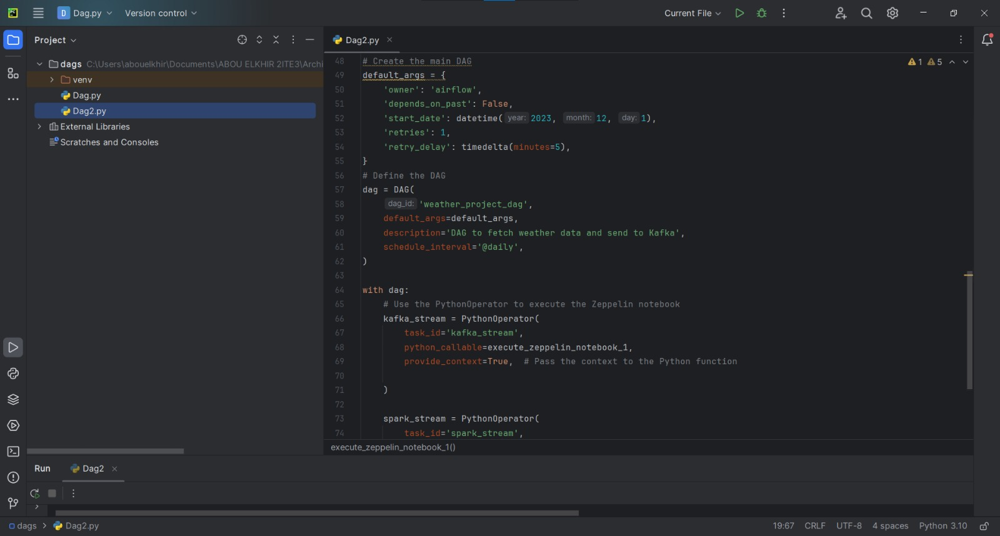 PC D Dag.py Version control Current File
Project
Dag2.py
dags C:\Users\abouelkhir\Documents\ABOU ELKHIR 2ITE3\Archi
venv
Dag.py
Dag2.py
External Libraries
Scratches and Consoles
1 5
48 # Create the main DAG
49 default_args = {
50 'owner': 'airflow',
51 'depends_on_past': False,
52 'start_date': datetime( year: 2023, month: 12, day: 1),
53 'retries': 1,
54 'retry_delay': timedelta(minutes=5),
55 }
56 # Define the DAG
57 dag = DAG(
58 dag_id: 'weather_project_dag',
59 default_args=default_args,
60 description='DAG to fetch weather data and send to Kafka',
61 schedule_interval='@daily',
62 )
63
64 with dag:
65 # Use the PythonOperator to execute the Zeppelin notebook
66 kafka_stream = PythonOperator(
67 task_id='kafka_stream',
68 python_callable=execute_zeppelin_notebook_1,
69 provide_context=True, # Pass the context to the Python function
70
71 )
72
73 spark_stream = PythonOperator(
74 task_id='spark_stream',
execute_zeppelin_notebook_1()
Run Dag2
dags > Dag2.py 19:67 CRLF UTF-8 4 spaces Python 3.10